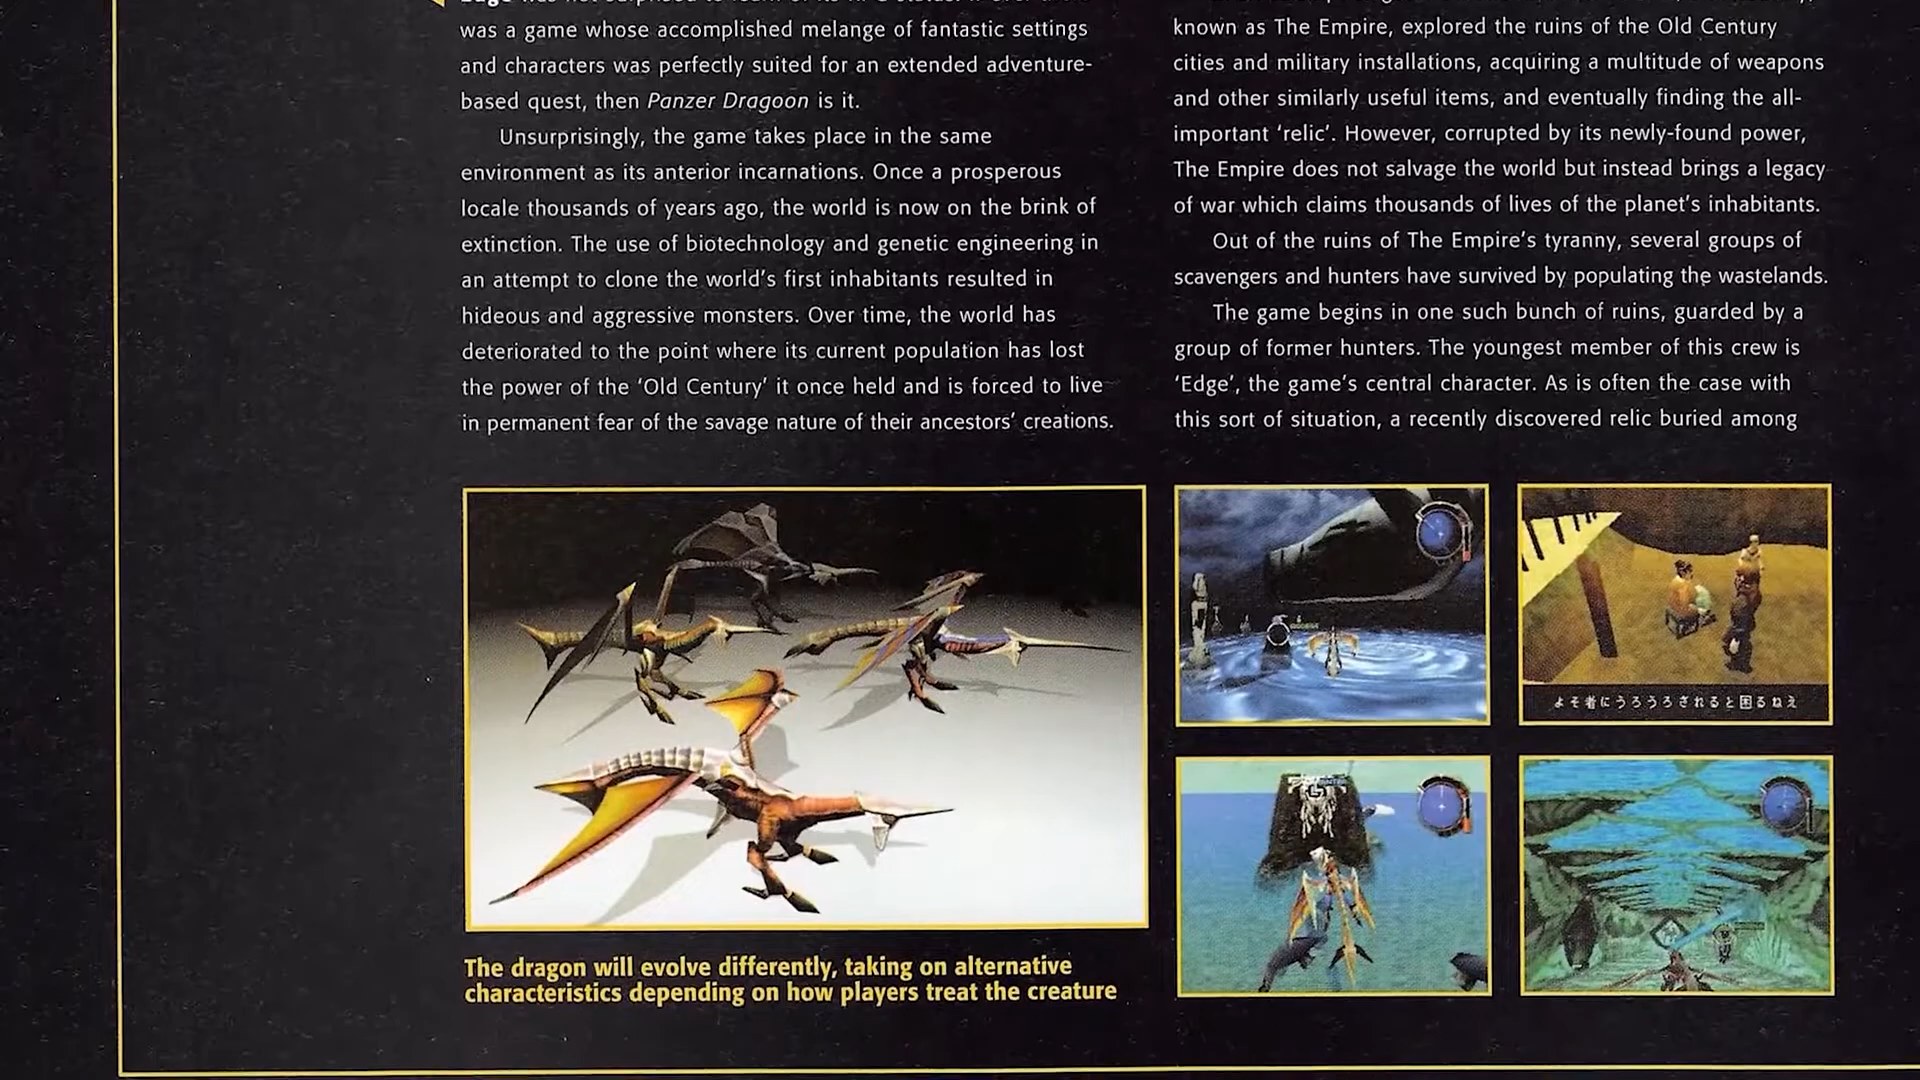 was a game whose accomplished melange of fantastic settings
and characters was perfectly suited for an extended adventure-
based quest, then Panzer Dragoon is it.
Unsurprisingly, the game takes place in the same
environment as its anterior incarnations. Once a prosperous
locale thousands of years ago, the world is now on the brink of
extinction. The use of biotechnology and genetic engineering in
an attempt to clone the world's first inhabitants resulted in
hideous and aggressive monsters. Over time, the world has
deteriorated to the point where its current population has lost
the power of the 'Old Century' it once held and is forced to live
in permanent fear of the savage nature of their ancestors' creations.
known as The Empire, explored the ruins of the Old Century
cities and military installations, acquiring a multitude of weapons
and other similarly useful items, and eventually finding the all-
important 'relic'. However, corrupted by its newly-found power,
The Empire does not salvage the world but instead brings a legacy
of war which claims thousands of lives of the planet's inhabitants.
Out of the ruins of The Empire's tyranny, several groups of
scavengers and hunters have survived by populating the wastelands.
The game begins in one such bunch of ruins, guarded by a
group of former hunters. The youngest member of this crew is
'Edge', the game's central character. As is often the case with
this sort of situation, a recently discovered relic buried among
よそ者にうろうろされると困るねえ
The dragon will evolve differently, taking on alternative
characteristics depending on how players treat the creature